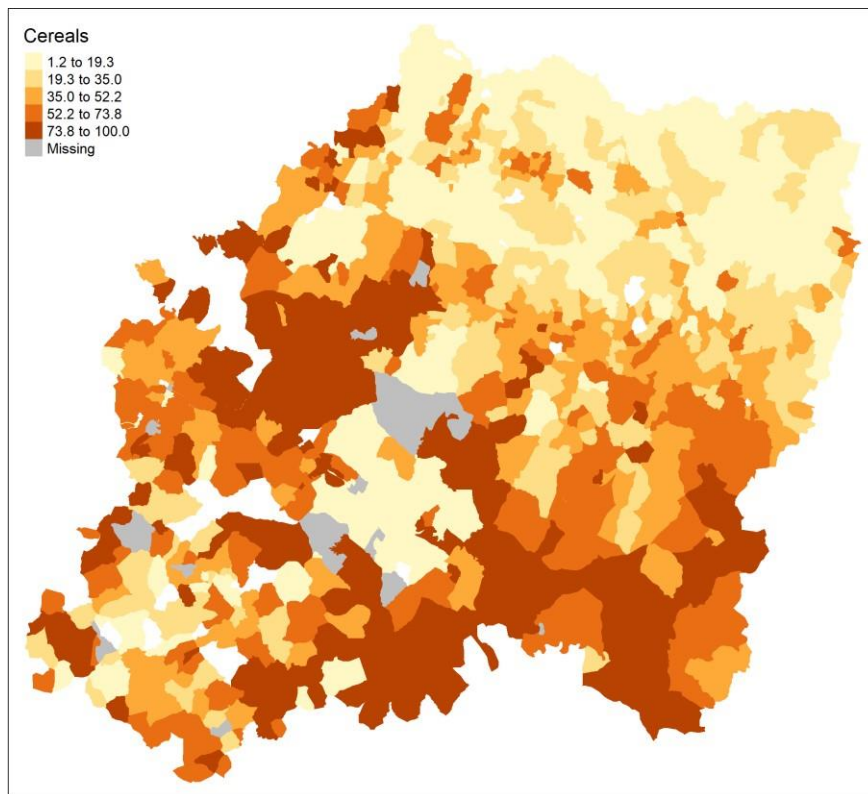 Cereals
1.2 to 19.3
19.3 to 35.0
35.0 to 52.2
52.2 to 73.8
73.8 to 100.0
Missing